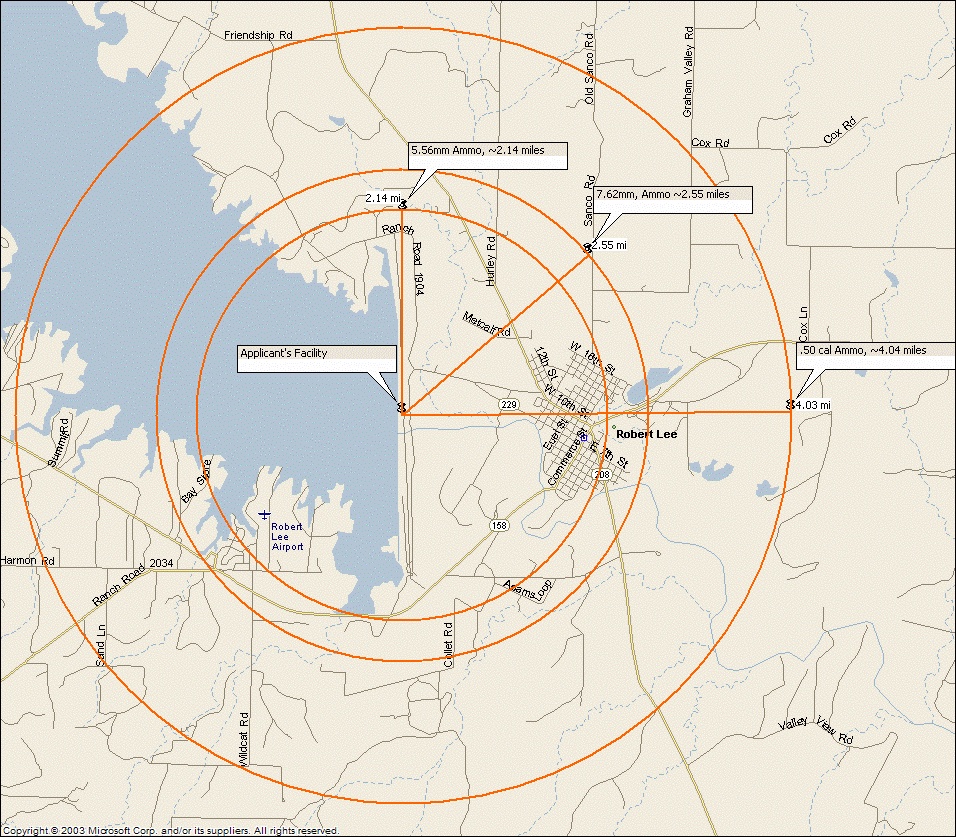 Friendship Rd
Old Sanco Rd
Graham Valley Rd
Cox Rd
Cox Rd
5.56mm Ammo, ~2.14 miles
2.14 mi
Sanco Rd
7.62mm, Ammo ~2.55 miles
2.55 mi
Ranch
Road 1904
Hurley Rd
Metcalf Rd
Cox Ln
Applicant's Facility
12th St
W 16th St
.50 cal Ammo, ~4.04 miles
W 10th St
229
4.03 mi
Summit Rd
Robert Lee
Commerce St
7th St
208
Bay Shore
Robert
Lee
Airport
158
Harmon Rd
2034
Ranch Road
Adams Loop
Sand Ln
Collet Rd
Wildcat Rd
Valley View Rd
Copyright © 2003 Microsoft Corp. and/or its suppliers. All rights reserved.